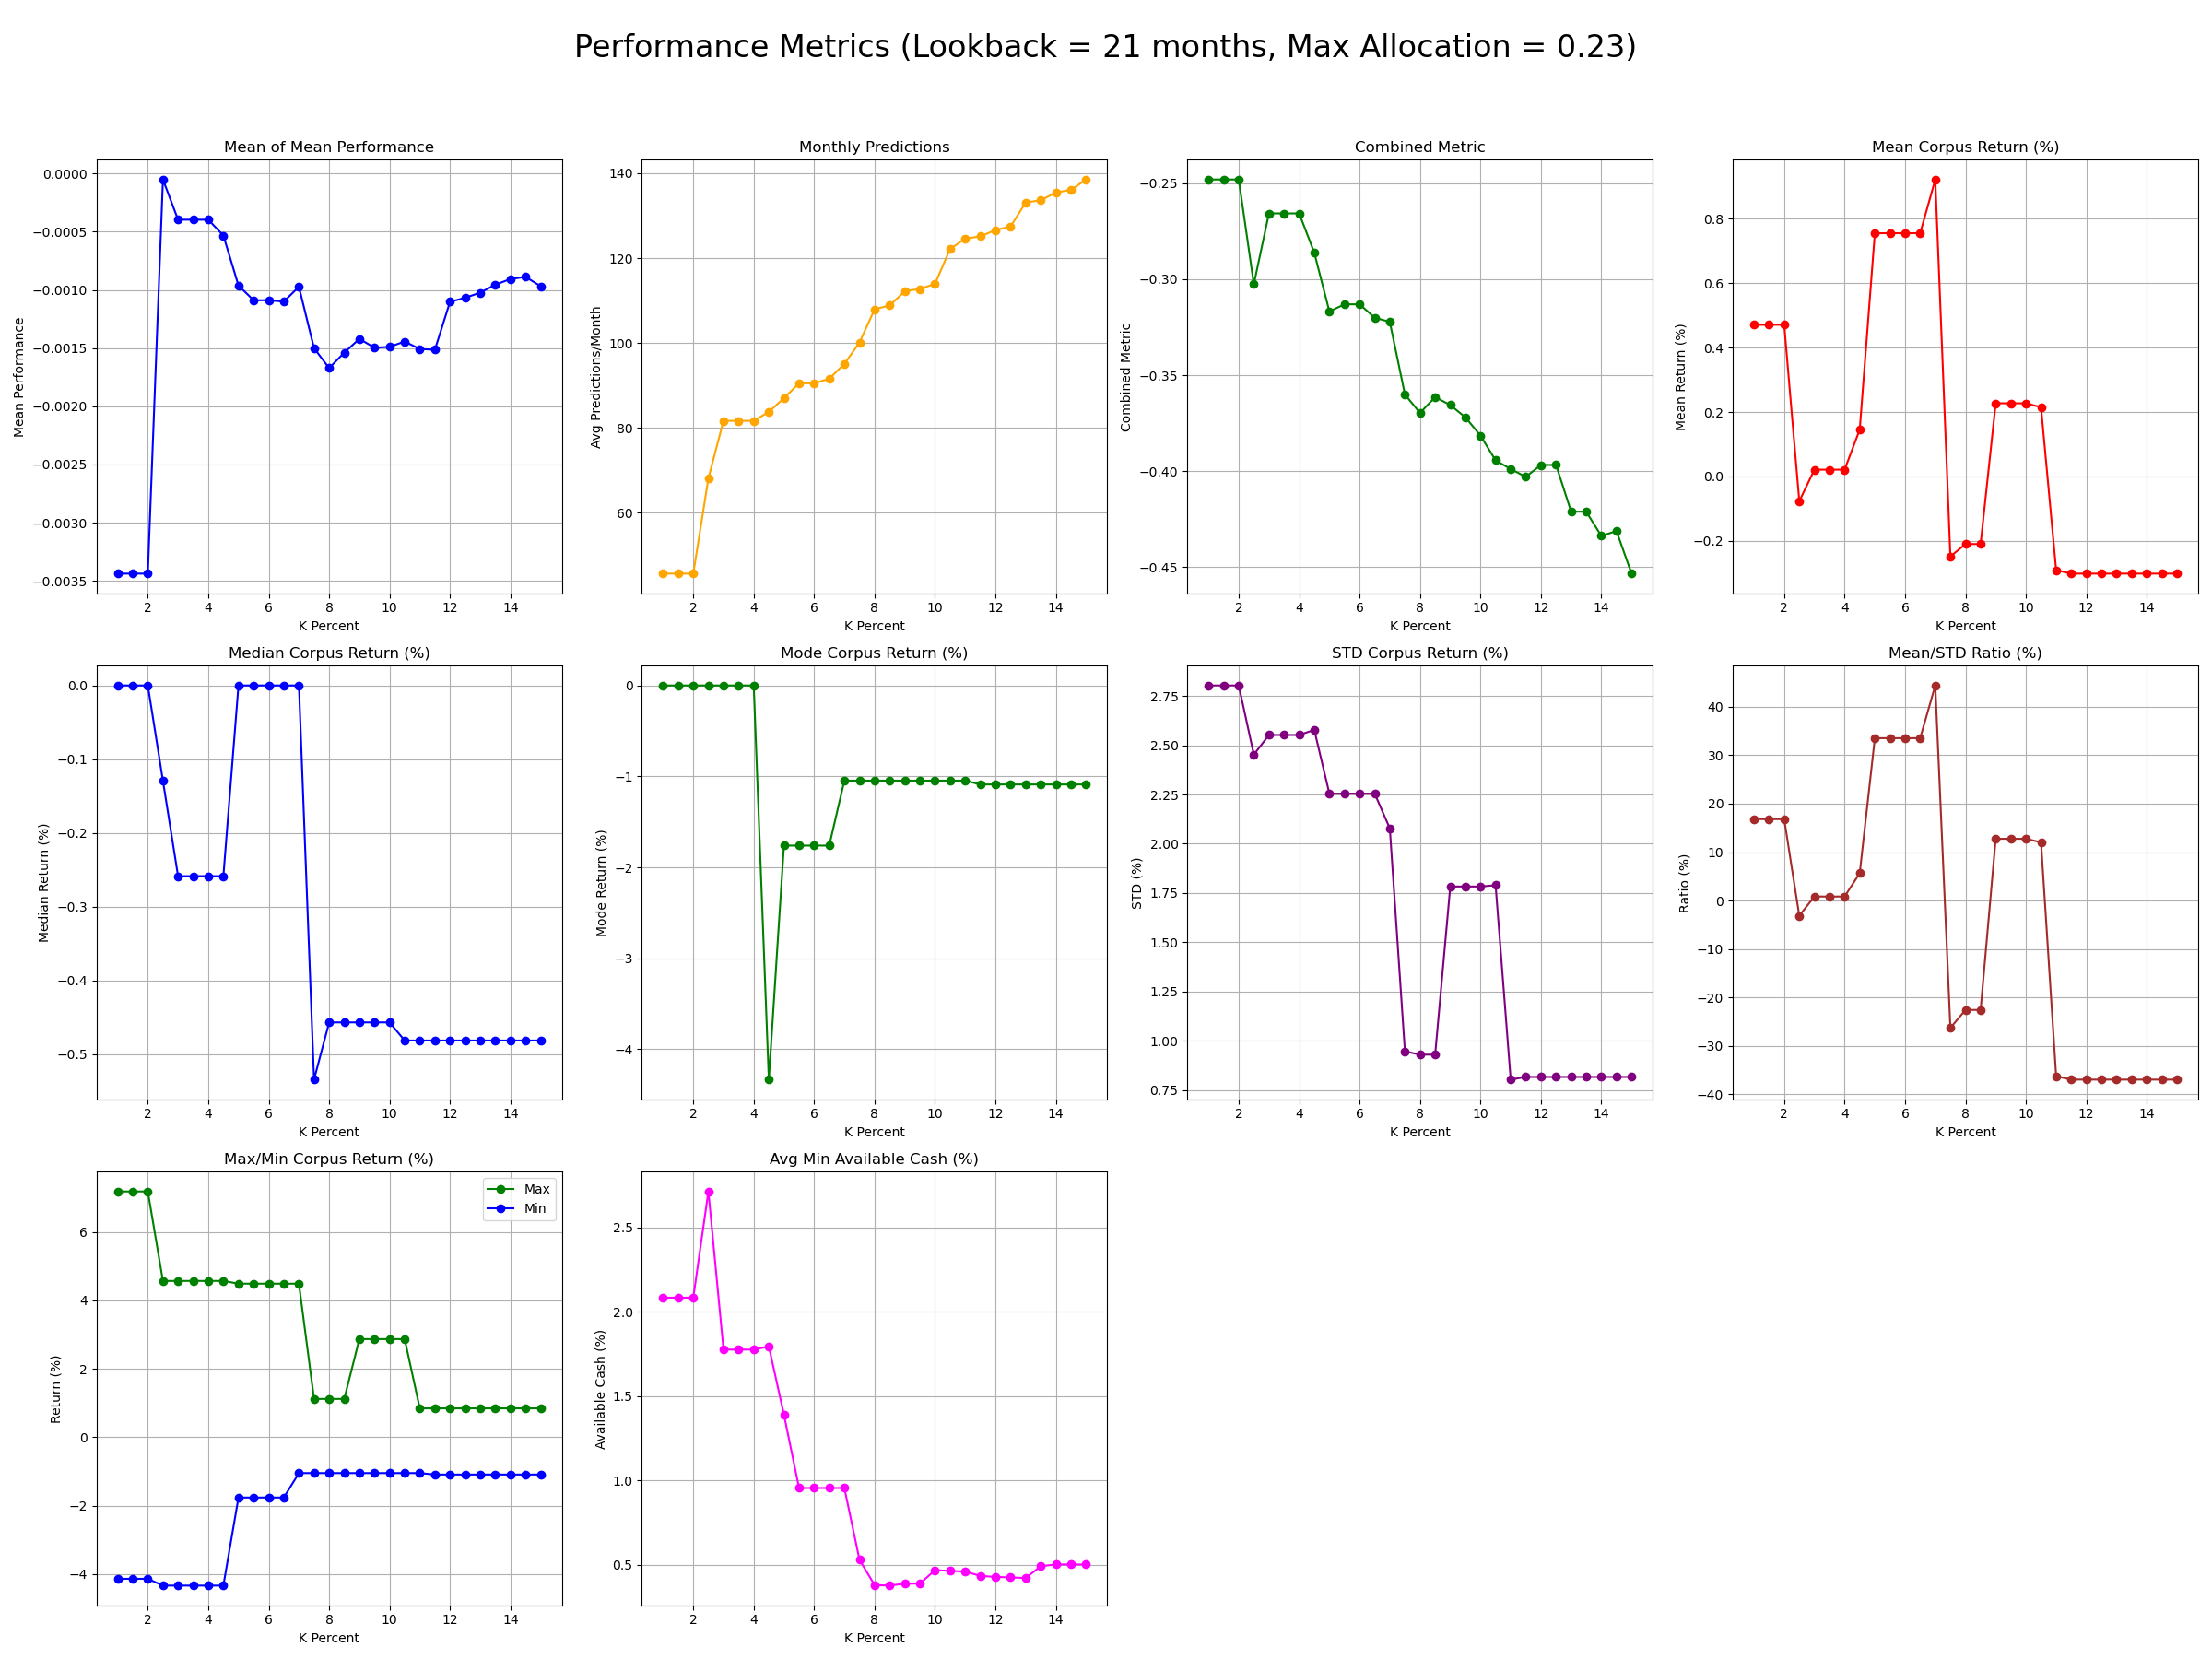 Performance Metrics (Lookback = 21 months, Max Allocation = 0.23)
Mean of Mean Performance
Mean Performance
0.0000
−0.0005
−0.0010
−0.0015
−0.0020
−0.0025
−0.0030
−0.0035
2 4 6 8 10 12 14
K Percent
Monthly Predictions
Avg Predictions/Month
140
120
100
80
60
2 4 6 8 10 12 14
K Percent
Combined Metric
Combined Metric
−0.25
−0.30
−0.35
−0.40
−0.45
2 4 6 8 10 12 14
K Percent
Mean Corpus Return (%)
Mean Return (%)
0.8
0.6
0.4
0.2
0.0
−0.2
2 4 6 8 10 12 14
K Percent
Median Corpus Return (%)
Median Return (%)
0.0
−0.1
−0.2
−0.3
−0.4
−0.5
2 4 6 8 10 12 14
K Percent
Mode Corpus Return (%)
Mode Return (%)
0
−1
−2
−3
−4
2 4 6 8 10 12 14
K Percent
STD Corpus Return (%)
STD (%)
2.75
2.50
2.25
2.00
1.75
1.50
1.25
1.00
0.75
2 4 6 8 10 12 14
K Percent
Mean/STD Ratio (%)
Ratio (%)
40
30
20
10
0
−10
−20
−30
−40
2 4 6 8 10 12 14
K Percent
Max/Min Corpus Return (%)
Return (%)
Max
Min
6
4
2
0
−2
−4
2 4 6 8 10 12 14
K Percent
Avg Min Available Cash (%)
Available Cash (%)
2.5
2.0
1.5
1.0
0.5
2 4 6 8 10 12 14
K Percent